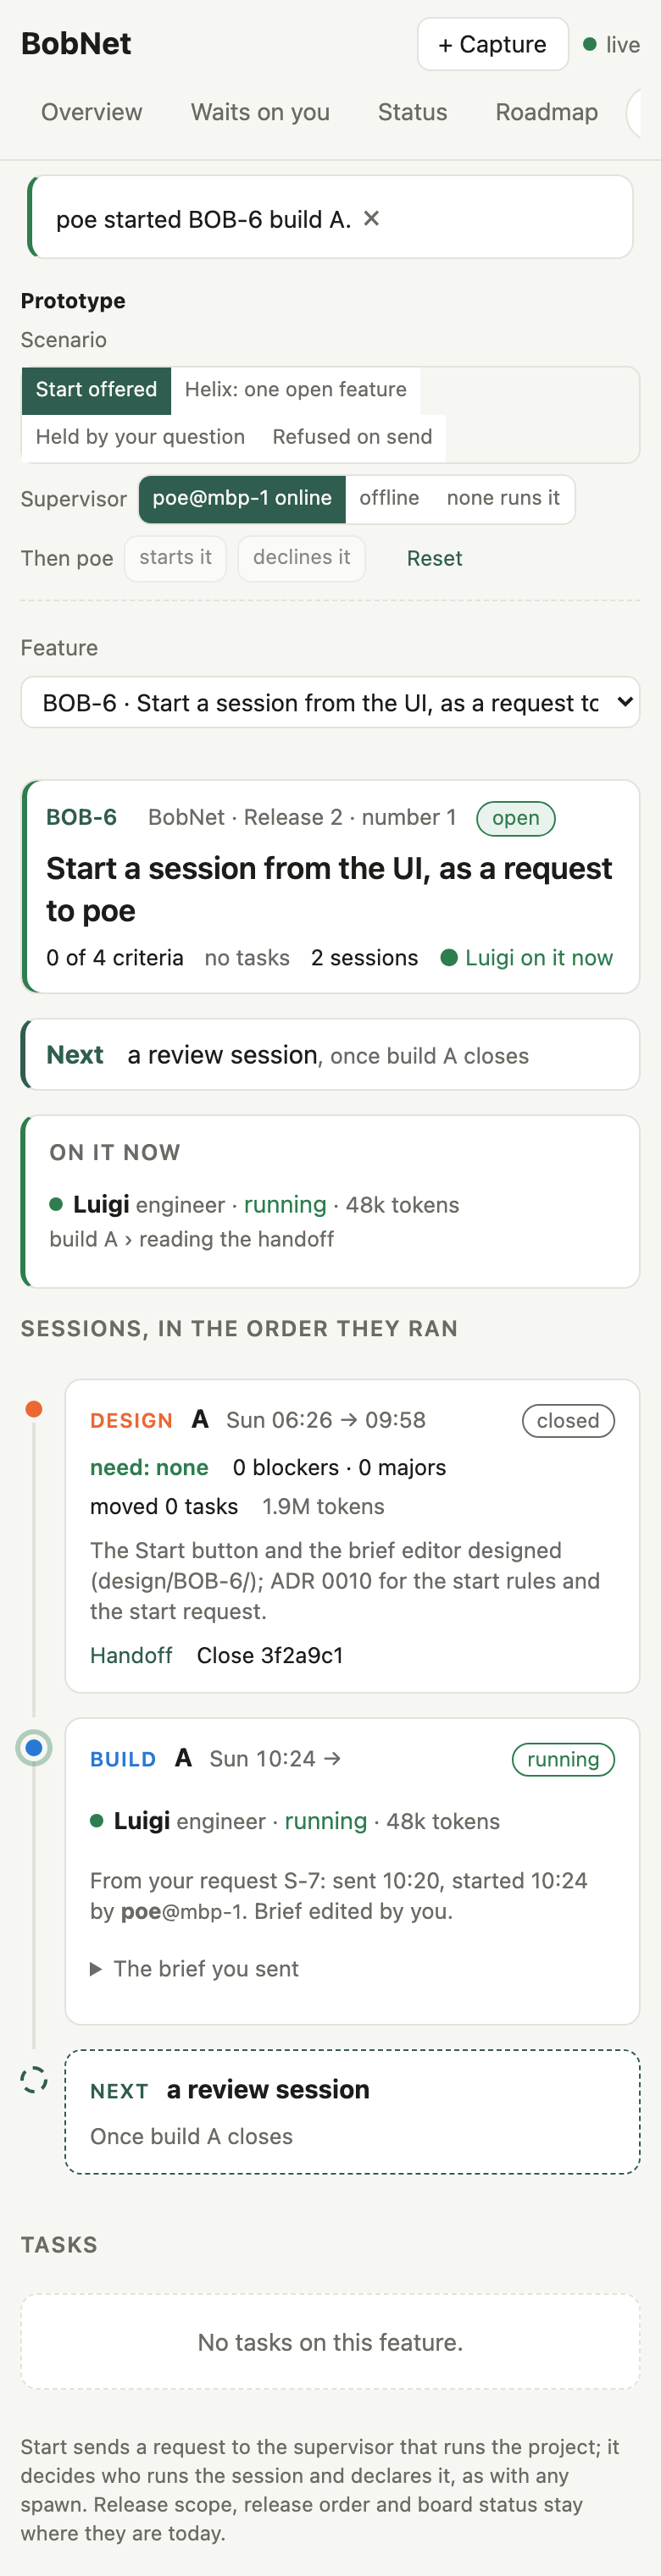 BobNet
+ Capture
live
Overview
Waits on you
Status
Roadmap
poe started BOB-6 build A. ×
Prototype
Scenario
Start offered
Helix: one open feature
Held by your question
Refused on send
Supervisor
poe@mbp-1 online
offline
none runs it
Then poe
starts it
declines it
Reset
Feature
BOB-6 · Start a session from the UI, as a request to
BOB-6 BobNet · Release 2 · number 1 open
Start a session from the UI, as a request
to poe
0 of 4 criteria no tasks 2 sessions Luigi on it now
Next a review session, once build A closes
ON IT NOW
Luigi engineer · running · 48k tokens
build A › reading the handoff
SESSIONS, IN THE ORDER THEY RAN
DESIGN A Sun 06:26 → 09:58 closed
need: none 0 blockers · 0 majors
moved 0 tasks 1.9M tokens
The Start button and the brief editor designed
(design/BOB-6/); ADR 0010 for the start rules and
the start request.
Handoff Close 3f2a9c1
BUILD A Sun 10:24 → running
Luigi engineer · running · 48k tokens
From your request S-7: sent 10:20, started 10:24
by poe@mbp-1. Brief edited by you.
▶ The brief you sent
NEXT a review session
Once build A closes
TASKS
No tasks on this feature.
Start sends a request to the supervisor that runs the project; it
decides who runs the session and declares it, as with any
spawn. Release scope, release order and board status stay
where they are today.